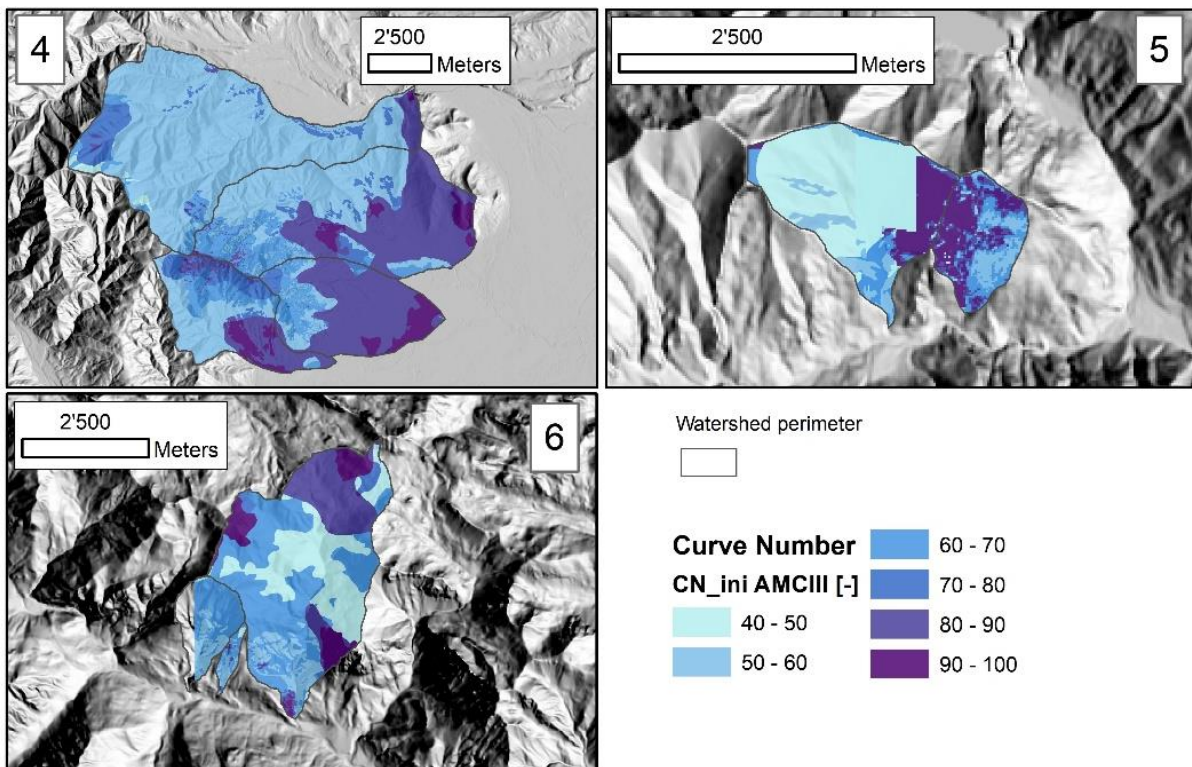 4
2'500
Meters
2'500
Meters
5
2'500
Meters
6
Watershed perimeter
Curve Number
CN_ini AMCIII [-]
40 - 50
50 - 60
60 - 70
70 - 80
80 - 90
90 - 100